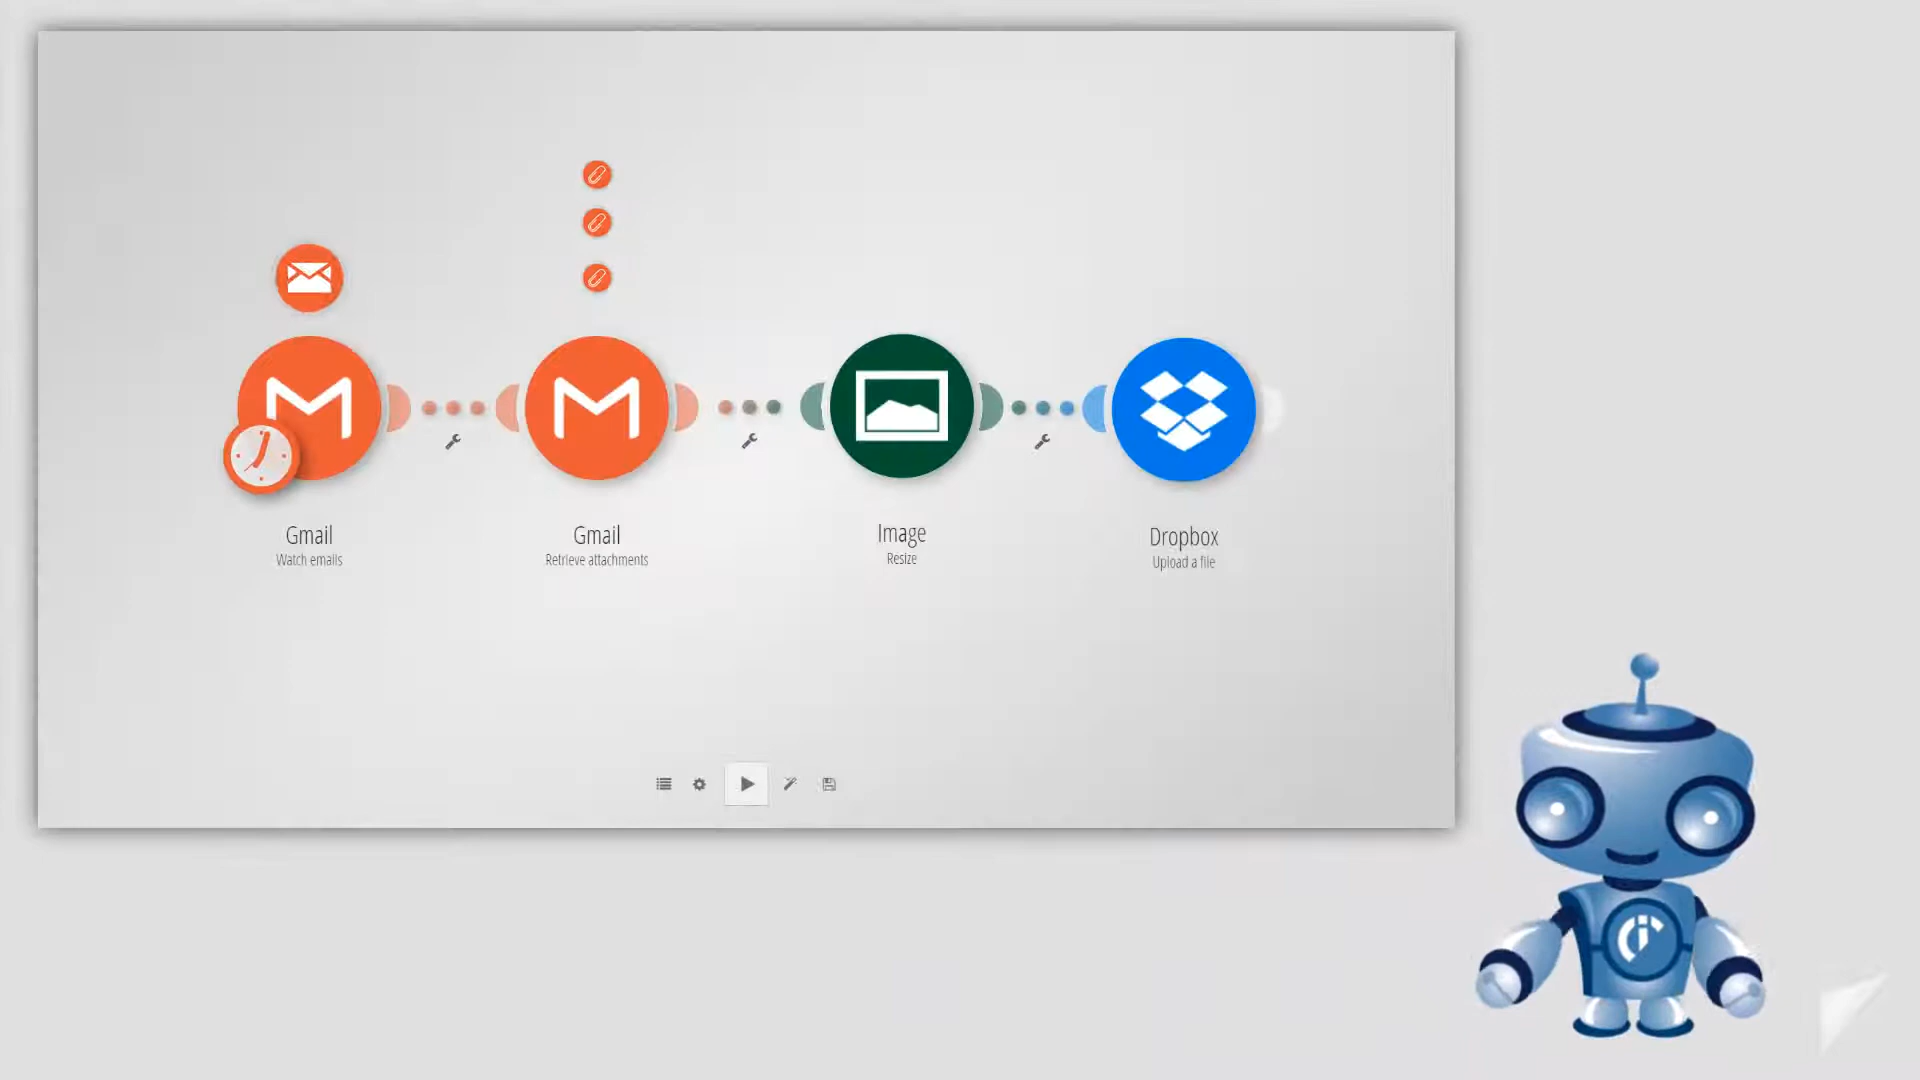 Gmail
Watch emails
Gmail
Retrieve attachments
Image
Resize
Dropbox
Upload a file